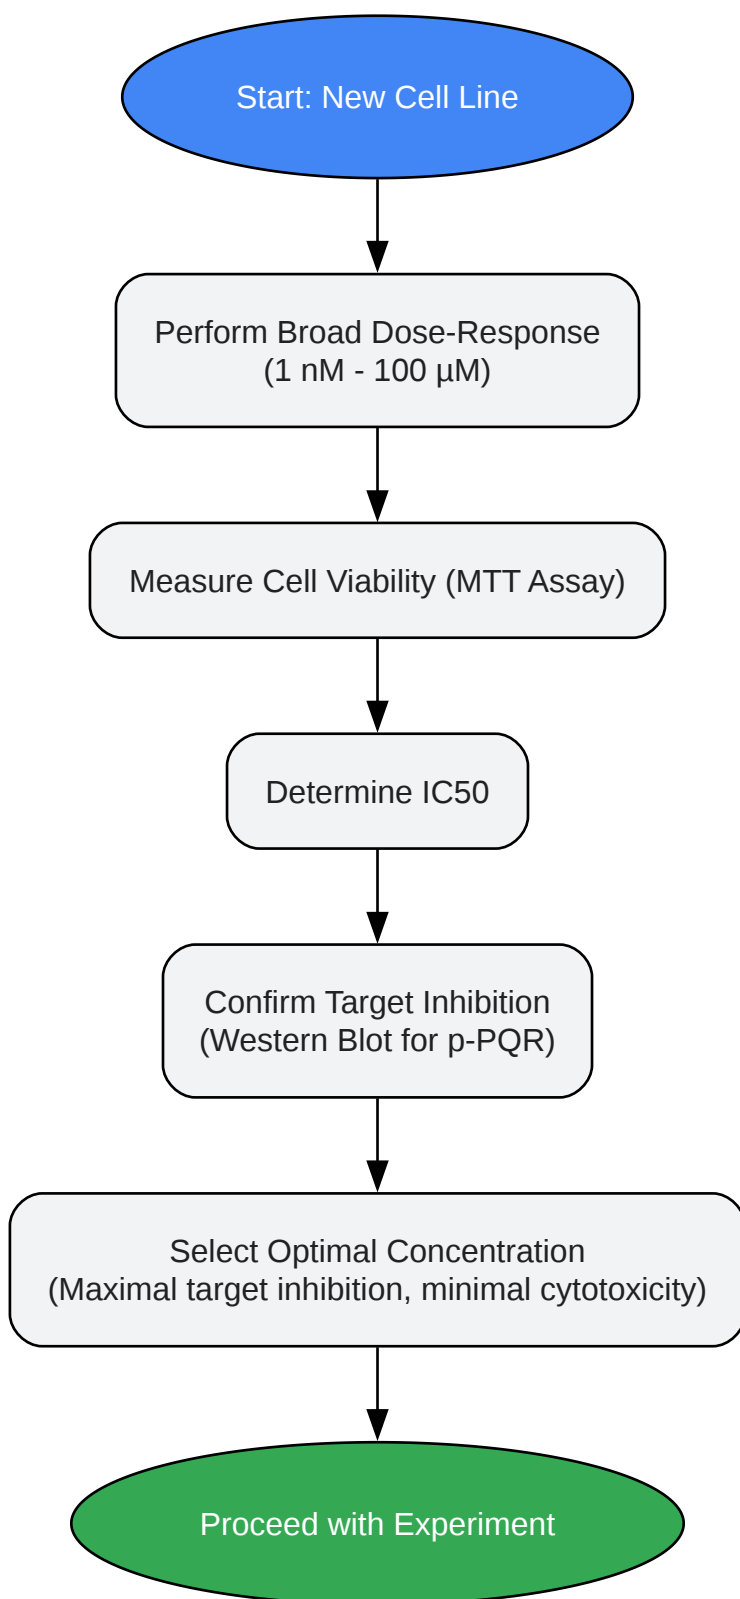 Start: New Cell Line
Perform Broad Dose-Response
(1 nM - 100 µM)
Measure Cell Viability (MTT Assay)
Determine IC50
Confirm Target Inhibition
(Western Blot for p-PQR)
Select Optimal Concentration
(Maximal target inhibition, minimal cytotoxicity)
Proceed with Experiment